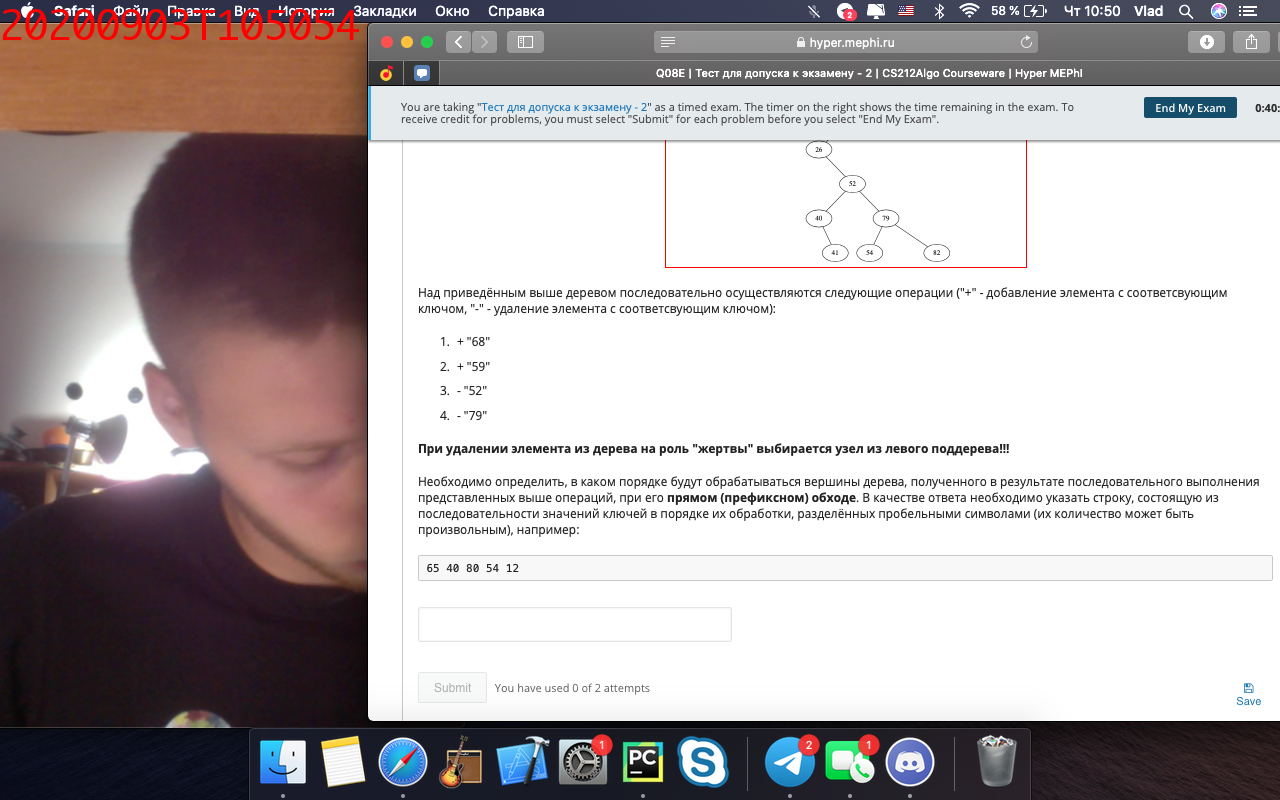 Safari Файл Правка Вид История Закладки Окно Справка
2 58 % Чт 10:50 Vlad
20200903T105054
hyper.mephi.ru
Q08E | Тест для допуска к экзамену - 2 | CS212Algo Courseware | Hyper MEPhI
You are taking "Тест для допуска к экзамену - 2" as a timed exam. The timer on the right shows the time remaining in the exam. To
receive credit for problems, you must select "Submit" for each problem before you select "End My Exam".
End My Exam
0:40:
26
52
40 79
41 54 82
Над приведённым выше деревом последовательно осуществляются следующие операции ("+" - добавление элемента с соответсвующим
ключом, "-" - удаление элемента с соответсвующим ключом):
1. + "68"
2. + "59"
3. - "52"
4. - "79"
При удалении элемента из дерева на роль "жертвы" выбирается узел из левого поддерева!!!
Необходимо определить, в каком порядке будут обрабатываться вершины дерева, полученного в результате последовательного выполнения
представленных выше операций, при его прямом (префиксном) обходе. В качестве ответа необходимо указать строку, состоящую из
последовательности значений ключей в порядке их обработки, разделённых пробельными символами (их количество может быть
произвольным), например:
65 40 80 54 12
Submit
You have used 0 of 2 attempts
Save
1 PC 2 1